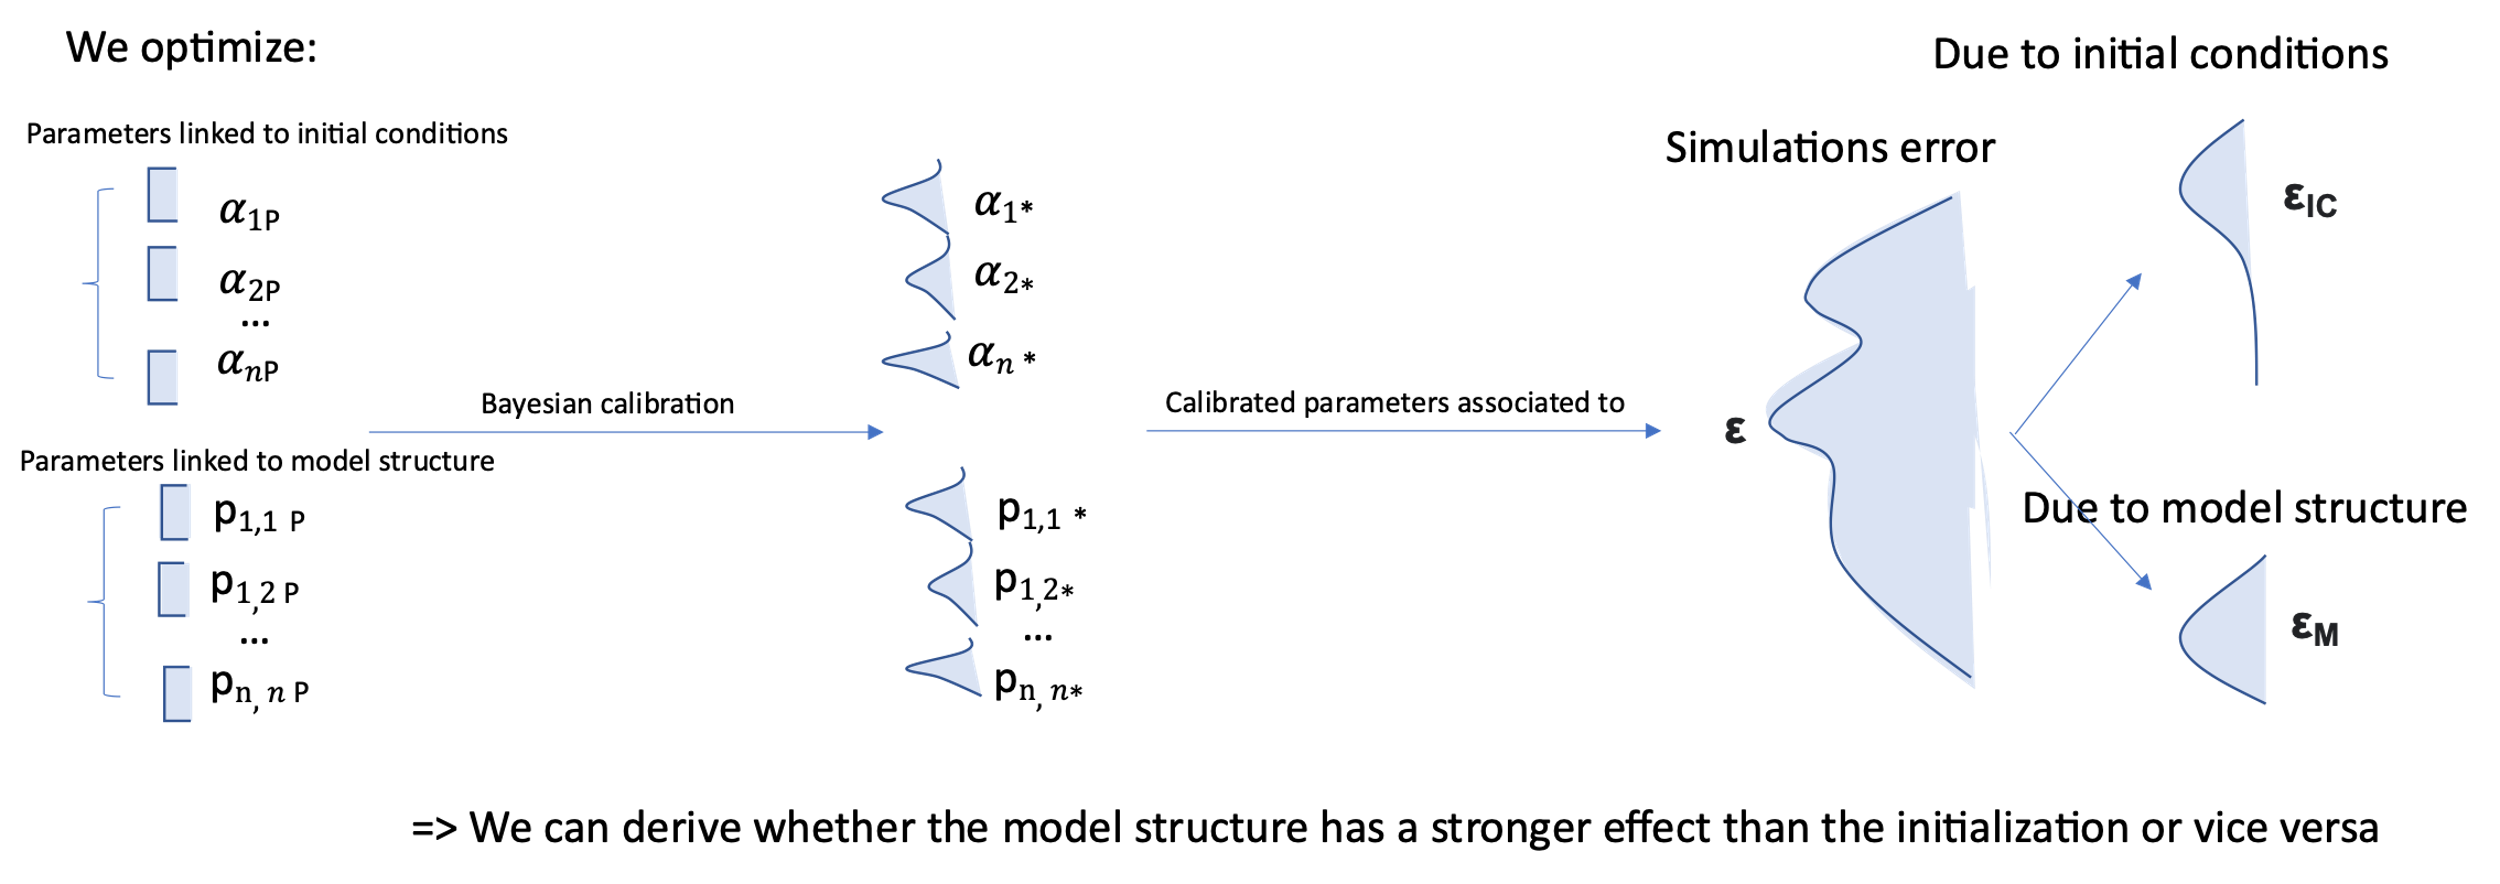 We optimize:
Due to initial conditions
Parameters linked to initial conditions
Simulations error
α1P
α1*
εIC
α2P
α2*
...
αnP
αn *
Bayesian calibration
Calibrated parameters associated to
ε
Parameters linked to model structure
Due to model structure
p1,1 P
p1,1 *
p1,2 P
p1,2*
...
...
εM
pn, n P
pn, n*
=> We can derive whether the model structure has a stronger effect than the initialization or vice versa